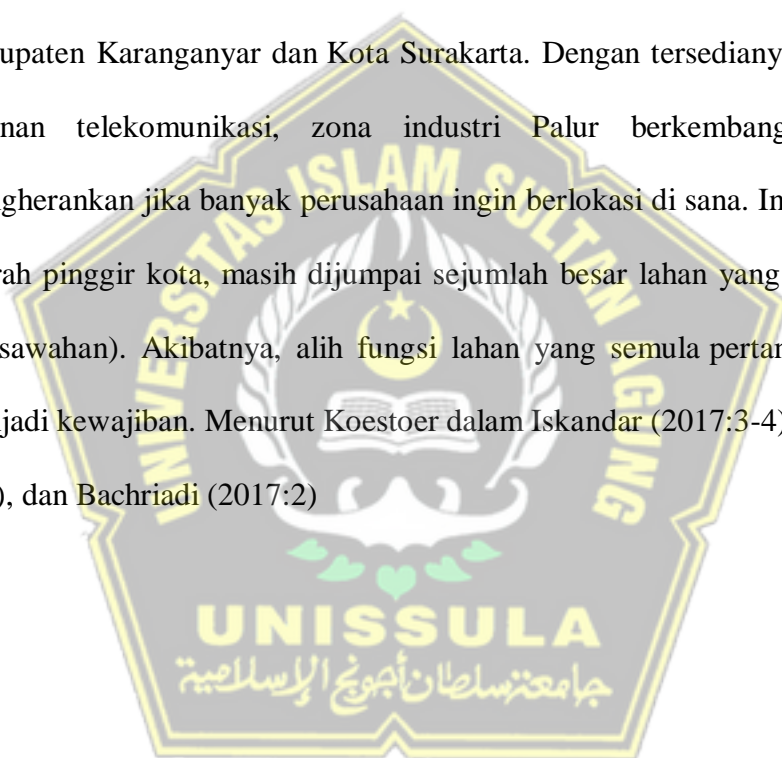 upaten Karanganyar dan Kota Surakarta. Dengan tersediany
nan telekomunikasi, zona industri Palur berkembang
gherankan jika banyak perusahaan ingin berlokasi di sana. In
rah pinggir kota, masih dijumpai sejumlah besar lahan yang
sawahan). Akibatnya, alih fungsi lahan yang semula pertan
jadi kewajiban. Menurut Koestoer dalam Iskandar (2017:3-4)
), dan Bachriadi (2017:2)
UNIVERSITAS ISLAM SULTAN AGUNG
UNISSULA
جامعتسلطان أجونج الإسلامية